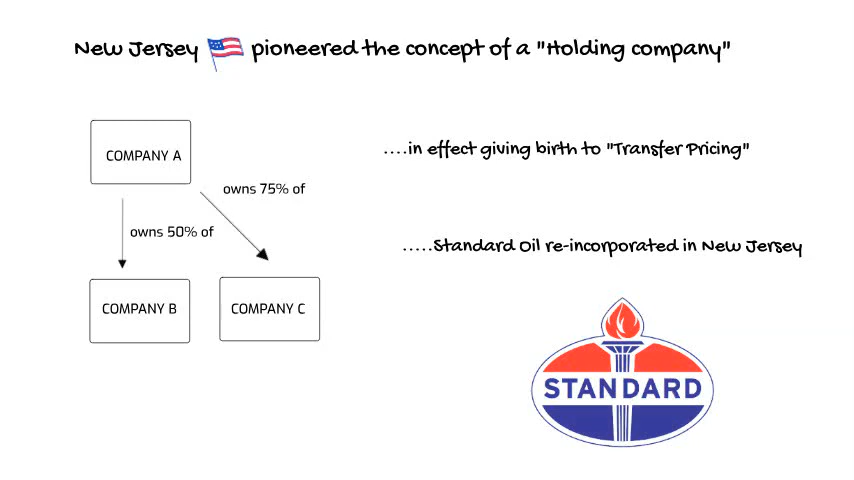 New Jersey pioneered the concept of a "Holding company"
COMPANY A
....in effect giving birth to "Transfer Pricing"
owns 75% of
owns 50% of
.....Standard Oil re-incorporated in New Jersey
COMPANY B
COMPANY C
STANDARD